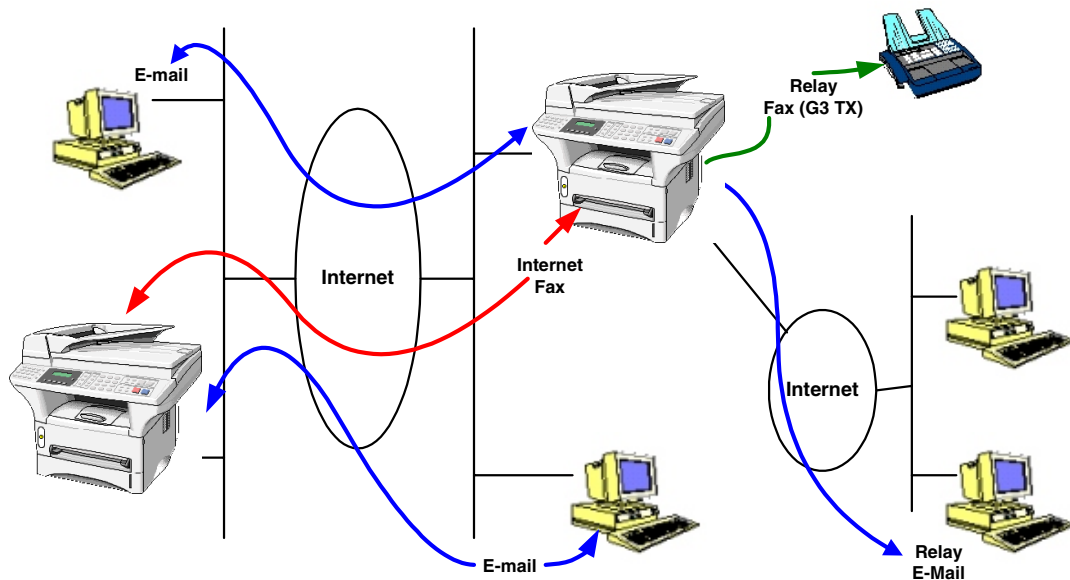 E-mail
Relay
Fax (G3 TX)
Internet
Internet
Fax
Internet
E-mail
Relay
E-Mail